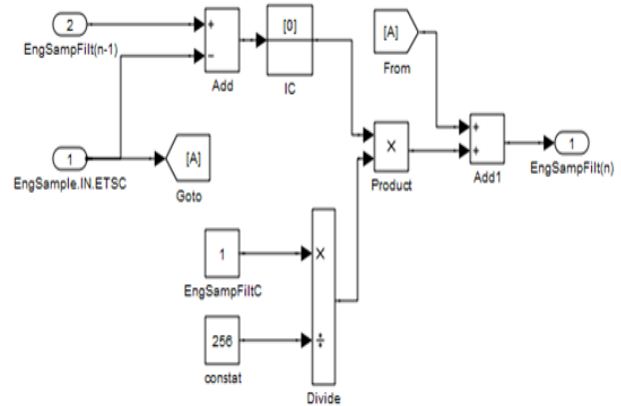 2
EngSampFilt(n-1)
+
−
Add
[0]
IC
[A]
From
1
EngSample.IN.ETSC
[A]
Goto
X
Product
+
+
Add1
1
EngSampFilt(n)
1
EngSampFiltC
256
constat
X
÷
Divide